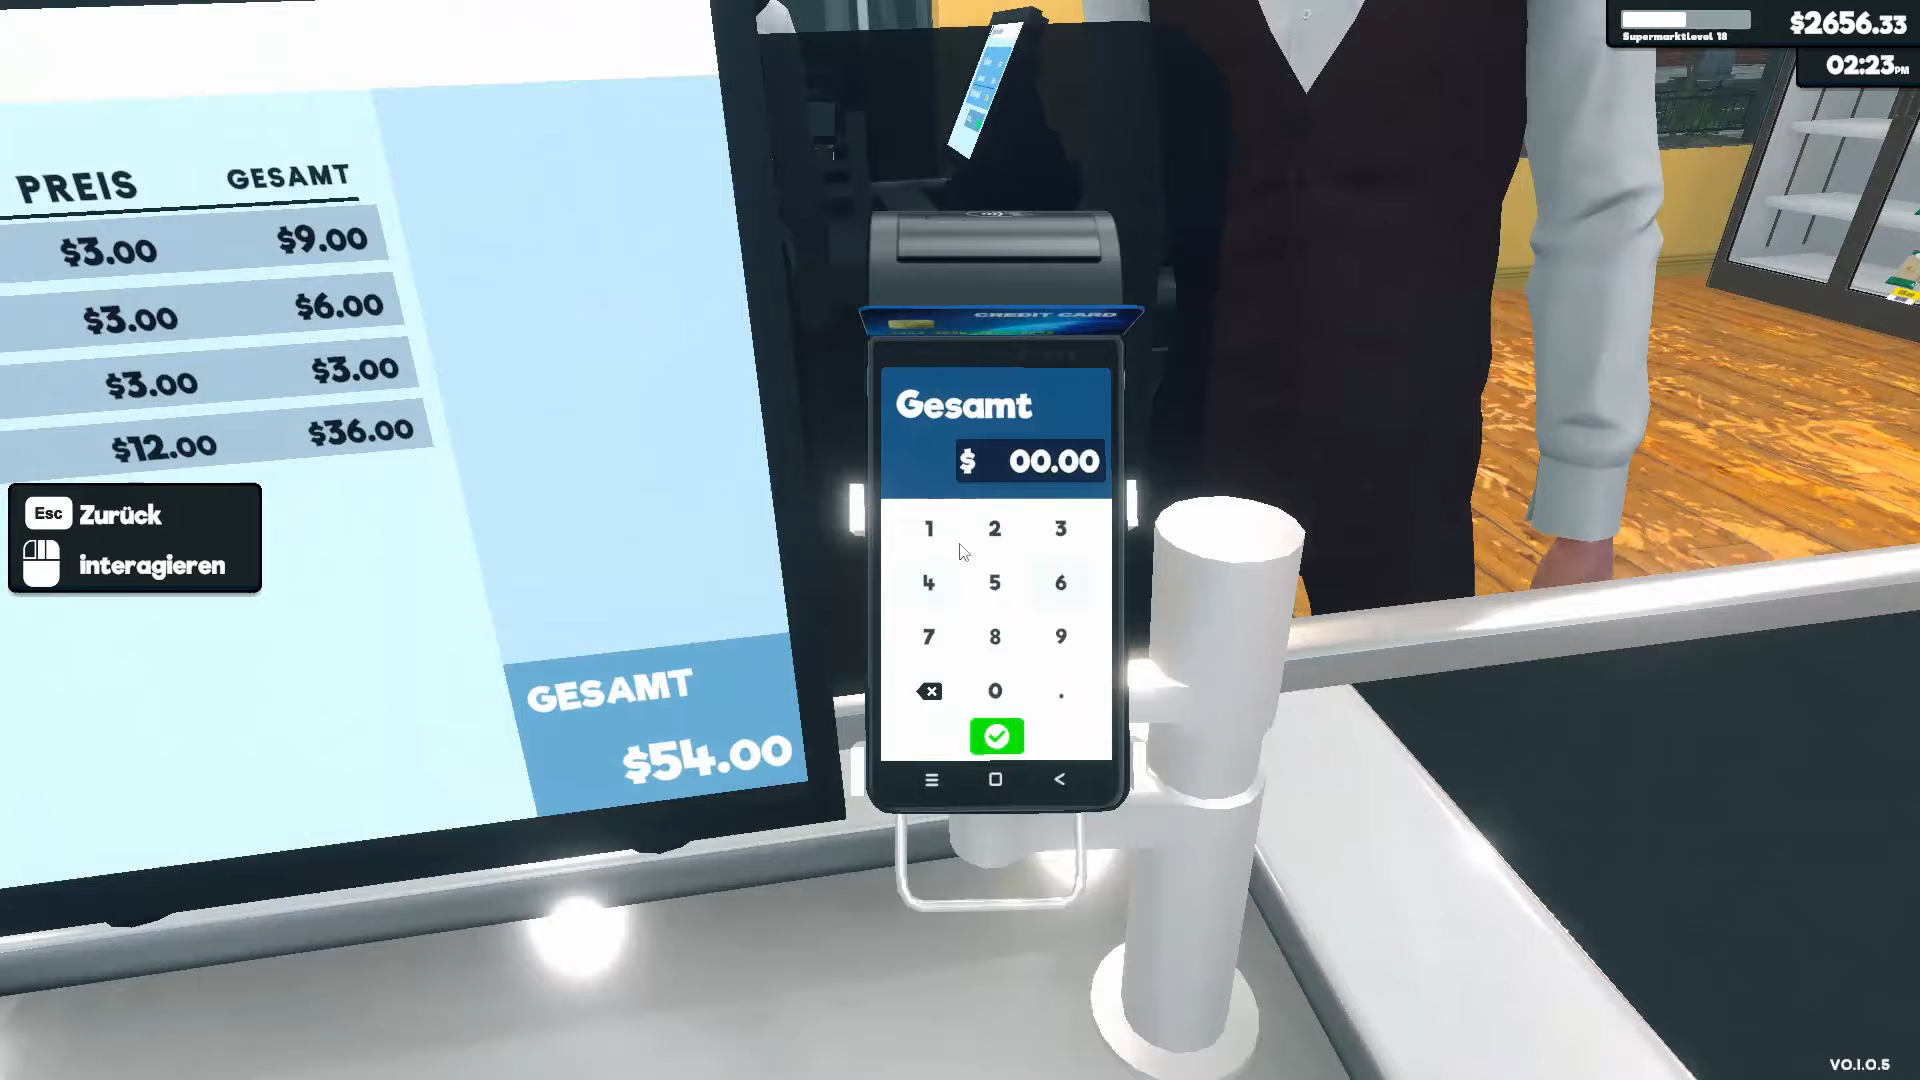 $2656.33
Supermarktlevel 18
02:23PM
PREIS GESAMT
$3.00 $9.00
$3.00 $6.00
$3.00 $3.00
$12.00 $36.00
GESAMT
$54.00
Esc Zurück
interagieren
CREDIT CARD
Gesamt
$ 00.00
1 2 3
4 5 6
7 8 9
0 .
V0.1.0.5